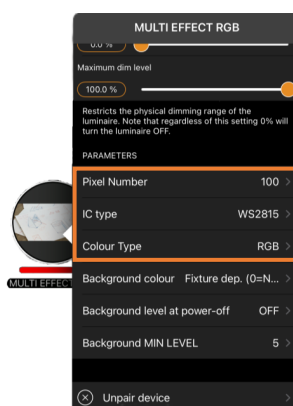 MULTI EFFECT RGB
0.0 %
Maximum dim level
100.0 %
Restricts the physical dimming range of the
luminaire. Note that regardless of this setting 0% will
turn the luminaire OFF.
PARAMETERS
Pixel Number 100 >
IC type WS2815 >
Colour Type RGB >
MULTI EFFECT
Background colour Fixture dep. (0=N... >
Background level at power-off OFF >
Background MIN LEVEL 5 >
Unpair device >